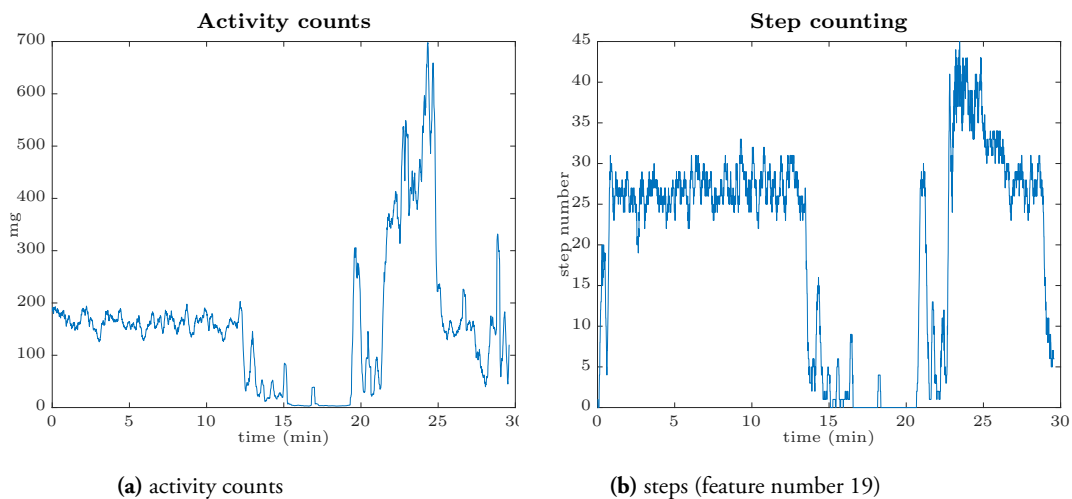 Activity counts
700
600
500
400
300
200
100
0
mg
0 5 10 15 20 25 30
time (min)
(a) activity counts
Step counting
45
40
35
30
25
20
15
10
5
0
step number
0 5 10 15 20 25 30
time (min)
(b) steps (feature number 19)